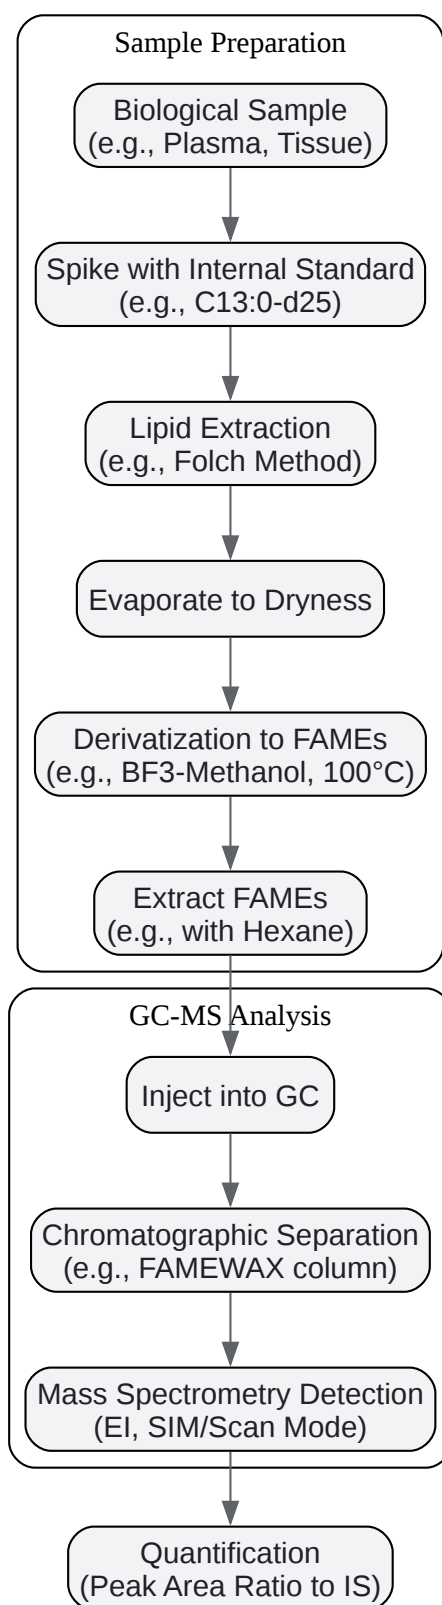 Sample Preparation
Biological Sample
(e.g., Plasma, Tissue)
Spike with Internal Standard
(e.g., C13:0-d25)
Lipid Extraction
(e.g., Folch Method)
Evaporate to Dryness
Derivatization to FAMEs
(e.g., BF3-Methanol, 100°C)
Extract FAMEs
(e.g., with Hexane)
GC-MS Analysis
Inject into GC
Chromatographic Separation
(e.g., FAMEWAX column)
Mass Spectrometry Detection
(EI, SIM/Scan Mode)
Quantification
(Peak Area Ratio to IS)